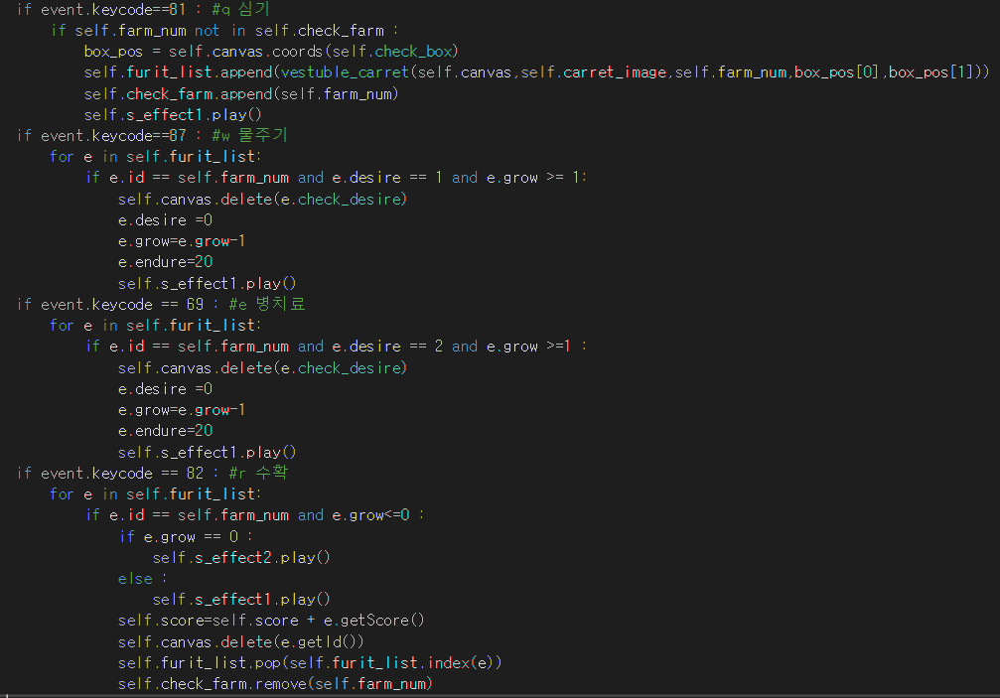 if event.keycode==81 : #q 심기
if self.farm_num not in self.check_farm :
box_pos = self.canvas.coords(self.check_box)
self.furit_list.append(vestuble_carret(self.canvas,self.carret_image,self.farm_num,box_pos[0],box_pos[1]))
self.check_farm.append(self.farm_num)
self.s_effect1.play()
if event.keycode==87 : #w 물주기
for e in self.furit_list:
if e.id == self.farm_num and e.desire == 1 and e.grow >= 1:
self.canvas.delete(e.check_desire)
e.desire =0
e.grow=e.grow-1
e.endure=20
self.s_effect1.play()
if event.keycode == 69 : #e 병치료
for e in self.furit_list:
if e.id == self.farm_num and e.desire == 2 and e.grow >=1 :
self.canvas.delete(e.check_desire)
e.desire =0
e.grow=e.grow-1
e.endure=20
self.s_effect1.play()
if event.keycode == 82 : #r 수확
for e in self.furit_list:
if e.id == self.farm_num and e.grow<=0 :
if e.grow == 0 :
self.s_effect2.play()
else :
self.s_effect1.play()
self.score=self.score + e.getScore()
self.canvas.delete(e.getId())
self.furit_list.pop(self.furit_list.index(e))
self.check_farm.remove(self.farm_num)